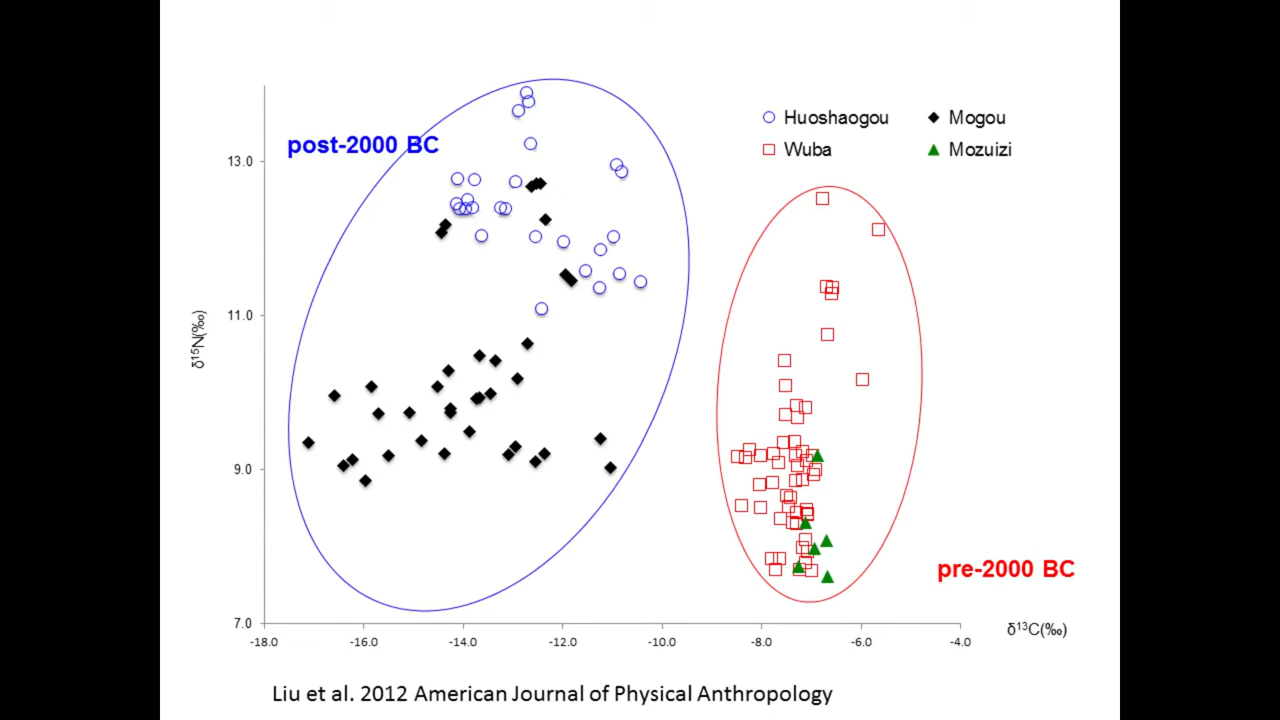 post-2000 BC
Huoshaogou
Mogou
Wuba
Mozuizi
13.0
11.0
δ¹⁵N(‰)
9.0
pre-2000 BC
7.0
-18.0 -16.0 -14.0 -12.0 -10.0 -8.0 -6.0 -4.0
δ¹³C(‰)
Liu et al. 2012 American Journal of Physical Anthropology